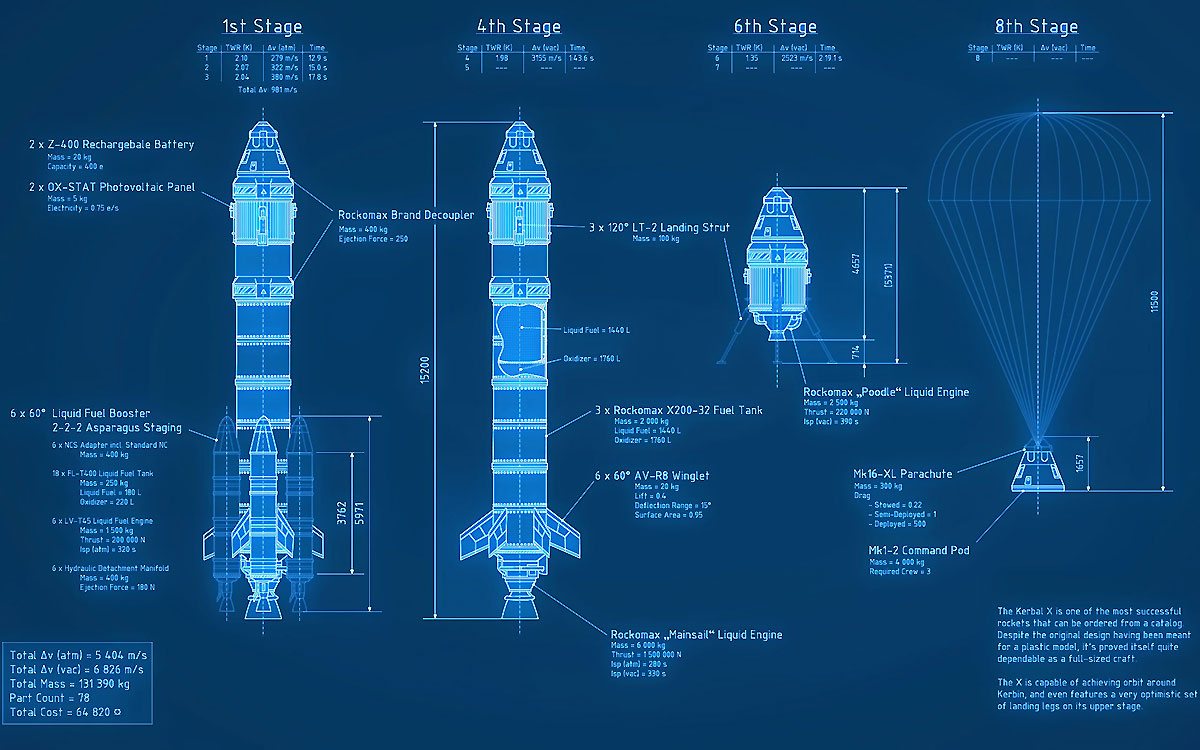 1st Stage
Stage TWR (K) Δv (atm) Time
1 2.10 279 m/s 12.9 s
2 2.07 322 m/s 15.0 s
3 2.04 380 m/s 17.8 s
Total Δv: 981 m/s
4th Stage
Stage TWR (K) Δv (vac) Time
4 1.98 3155 m/s 143.6 s
5 --- --- ---
6th Stage
Stage TWR (K) Δv (vac) Time
6 1.35 2523 m/s 219.1 s
7 --- --- ---
8th Stage
Stage TWR (K) Δv (vac) Time
8 --- --- ---
2 x Z-400 Rechargebale Battery
Mass = 20 kg
Capacity = 400 e
2 x OX-STAT Photovoltaic Panel
Mass = 5 kg
Electricity = 0.75 e/s
Rockomax Brand Decoupler
Mass = 400 kg
Ejection Force = 250
6 x 60° Liquid Fuel Booster
2-2-2 Asparagus Staging
6 x NCS Adapter incl. Standard NC
Mass = 400 kg
18 x FL-T400 Liquid Fuel Tank
Mass = 250 kg
Liquid Fuel = 180 L
Oxidizer = 220 L
6 x LV-T45 Liquid Fuel Engine
Mass = 1 500 kg
Thrust = 200 000 N
Isp (atm) = 320 s
6 x Hydraulic Detachment Manifold
Mass = 400 kg
Ejection Force = 180 N
3762
5971
15200
3 x 120° LT-2 Landing Strut
Mass = 100 kg
Liquid Fuel = 1440 L
Oxidizer = 1760 L
3 x Rockomax X200-32 Fuel Tank
Mass = 2 000 kg
Liquid Fuel = 1440 L
Oxidizer = 1760 L
6 x 60° AV-R8 Winglet
Mass = 20 kg
Lift = 0.4
Deflection Range = 15°
Surface Area = 0.95
Rockomax „Mainsail“ Liquid Engine
Mass = 6 000 kg
Thrust = 1 500 000 N
Isp (atm) = 280 s
Isp (vac) = 330 s
4657
(5371)
714
Rockomax „Poodle“ Liquid Engine
Mass = 2 500 kg
Thrust = 220 000 N
Isp (vac) = 390 s
11500
1657
Mk16-XL Parachute
Mass = 300 kg
Drag
- Stowed = 0.22
- Semi-Deployed = 1
- Deployed = 500
Mk1-2 Command Pod
Mass = 4 000 kg
Required Crew = 3
Total Δv (atm) = 5 404 m/s
Total Δv (vac) = 6 826 m/s
Total Mass = 131 390 kg
Part Count = 78
Total Cost = 64 820 ¤
The Kerbal X is one of the most successful
rockets that can be ordered from a catalog.
Despite the original design having been meant
for a plastic model, it's proved itself quite
dependable as a full-sized craft.
The X is capable of achieving orbit around
Kerbin, and even features a very optimistic set
of landing legs on its upper stage.